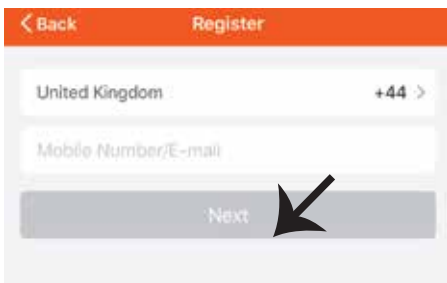 Back Register
United Kingdom +44 >
Mobile Number/E-mail
Next